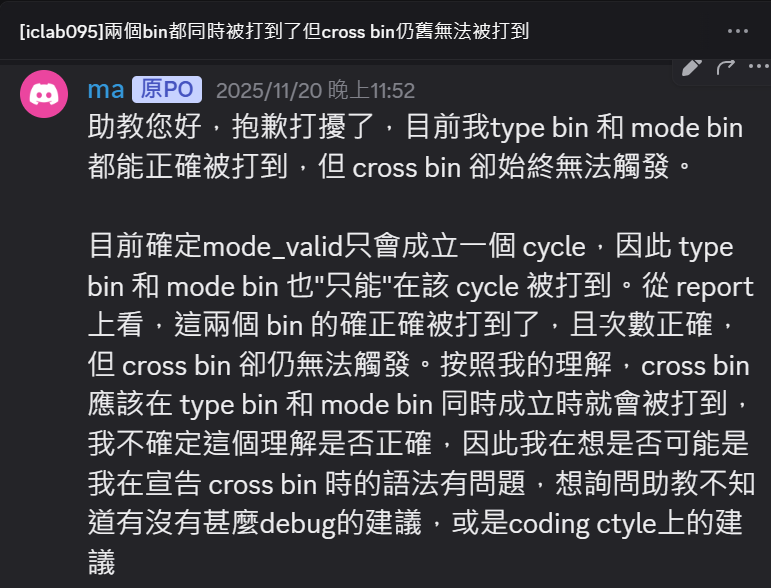 [iclab095]兩個bin都同時被打到了但cross bin仍舊無法被打到
ma 原PO 2025/11/20 晚上11:52
助教您好，抱歉打擾了，目前我type bin 和 mode bin
都能正確被打到，但 cross bin 卻始終無法觸發。
目前確定mode_valid只會成立一個 cycle，因此 type
bin 和 mode bin 也"只能"在該 cycle 被打到。從 report
上看，這兩個 bin 的確正確被打到了，且次數正確，
但 cross bin 卻仍無法觸發。按照我的理解，cross bin
應該在 type bin 和 mode bin 同時成立時就會被打到，
我不確定這個理解是否正確，因此我在想是否可能是
我在宣告 cross bin 時的語法有問題，想詢問助教不知
道有沒有甚麼debug的建議，或是coding ctyle上的建
議